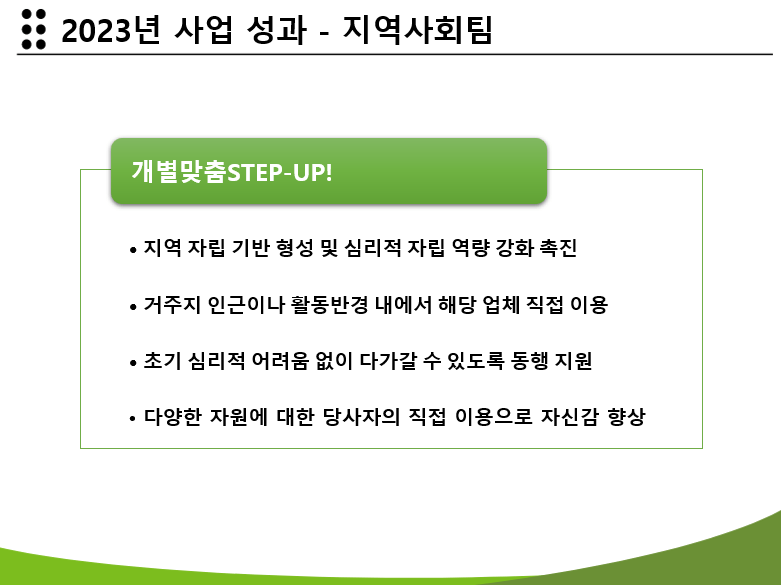 2023년 사업 성과 - 지역사회팀
개별맞춤STEP-UP!
• 지역 자립 기반 형성 및 심리적 자립 역량 강화 촉진
• 거주지 인근이나 활동반경 내에서 해당 업체 직접 이용
• 초기 심리적 어려움 없이 다가갈 수 있도록 동행 지원
• 다양한 자원에 대한 당사자의 직접 이용으로 자신감 향상